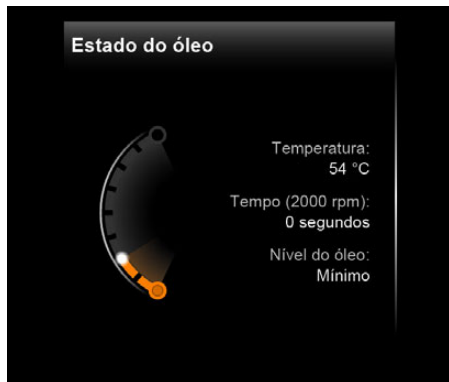 Estado do óleo
Temperatura:
54 °C
Tempo (2000 rpm):
0 segundos
Nível do óleo:
Mínimo